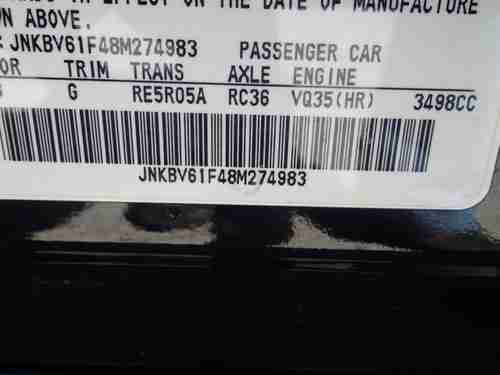 EFFECT ON THE DATE OF MANUFACTURE
ABOVE.
JNKBV61F48M274983 PASSENGER CAR
TRIM TRANS AXLE ENGINE
G RE5R05A RC36 VQ35(HR) 3498CC
JNKBV61F48M274983